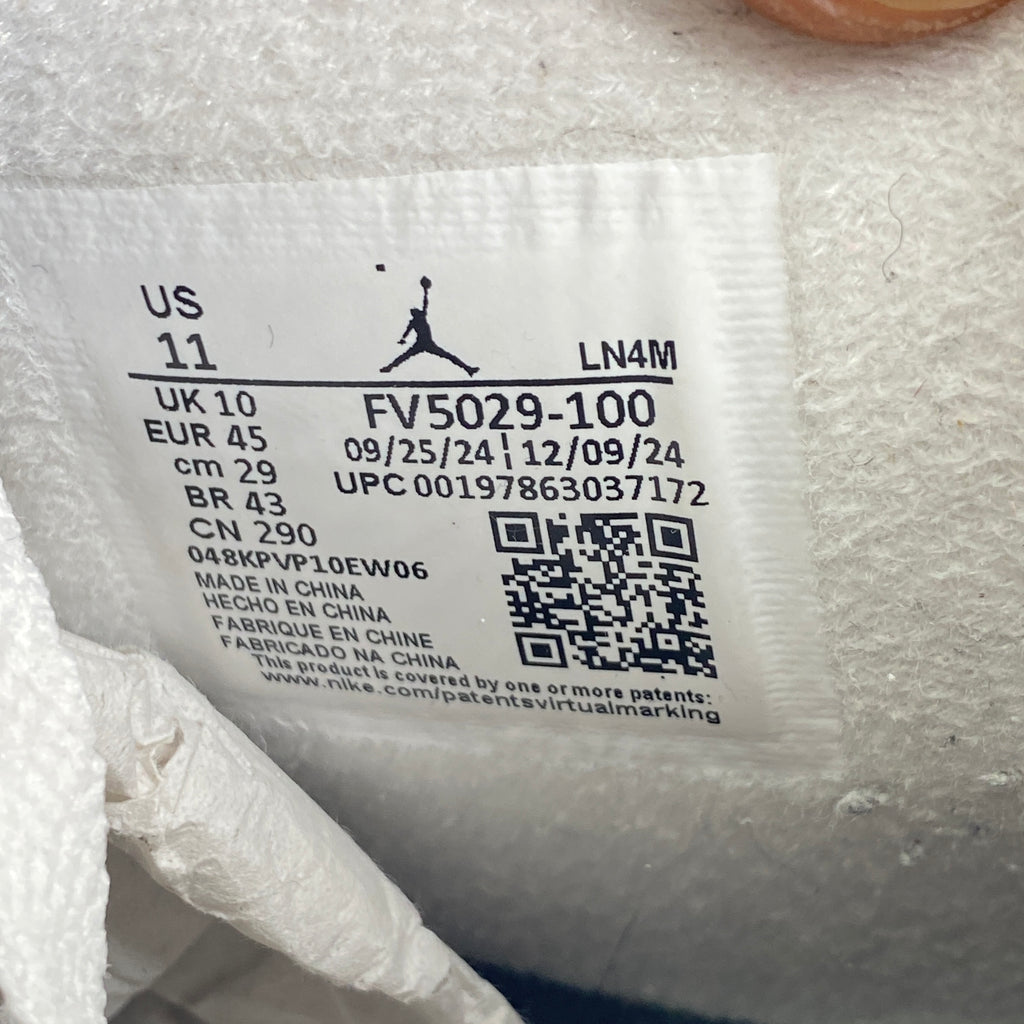 US
11
LN4M
UK 10
EUR 45
cm 29
BR 43
CN 290
FV5029-100
09/25/24 ¦ 12/09/24
UPC 00197863037172
048KPVP10EW06
MADE IN CHINA
HECHO EN CHINA
FABRIQUE EN CHINE
FABRICADO NA CHINA
This product is covered by one or more patents:
www.nike.com/patentsvirtualmarking